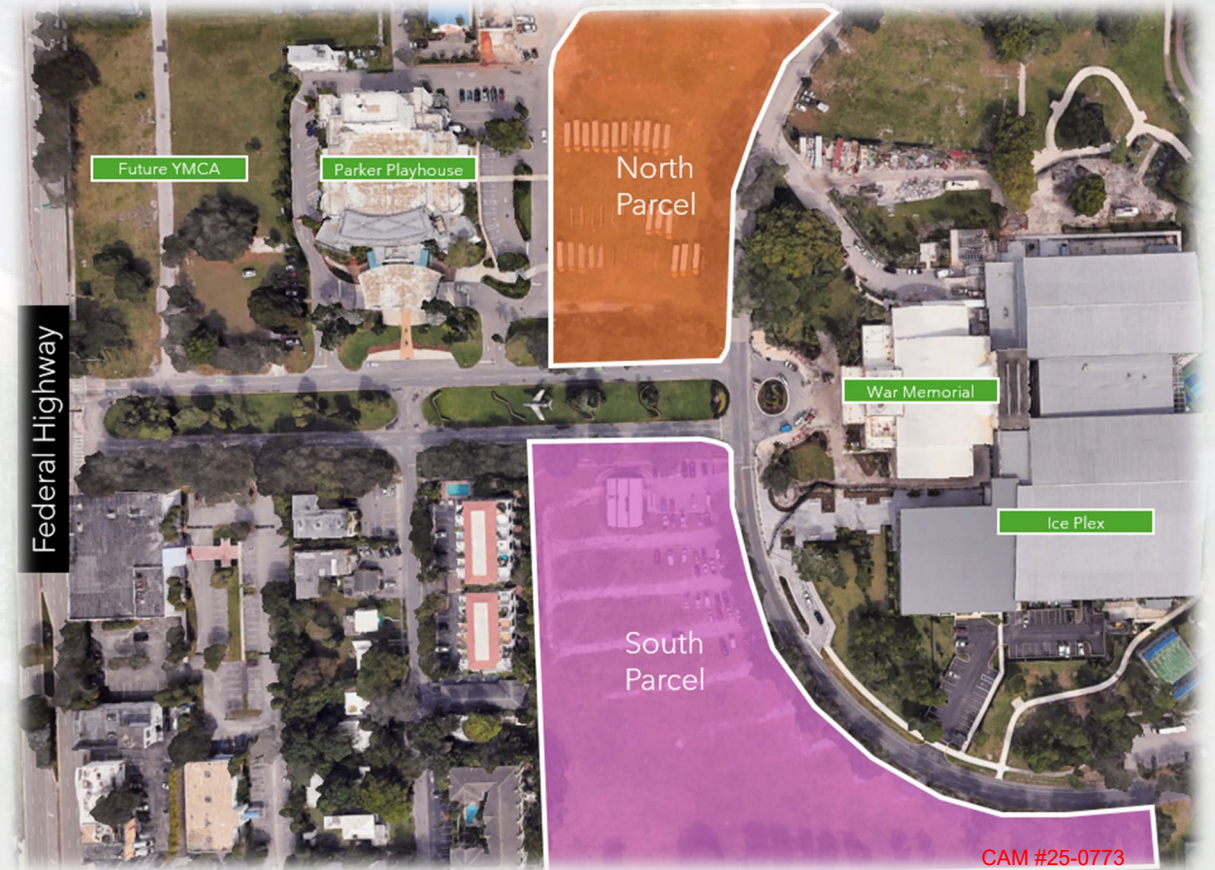 Future YMCA
Parker Playhouse
North
Parcel
Federal Highway
War Memorial
Ice Plex
South
Parcel
CAM #25-0773